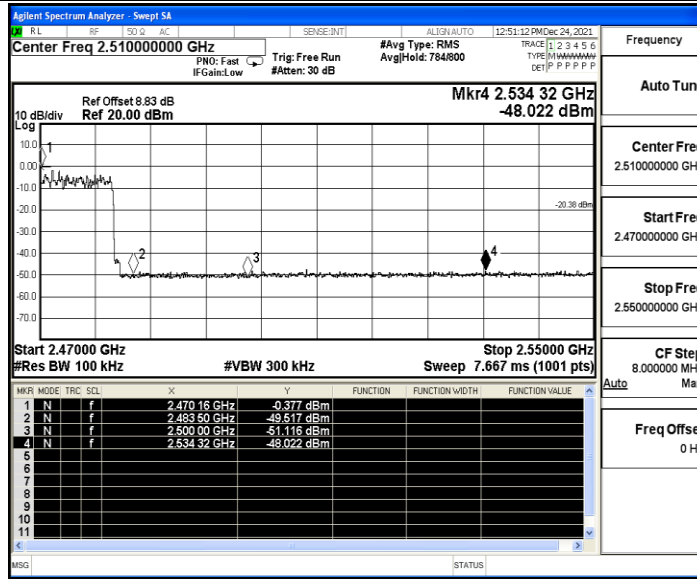 Agilent Spectrum Analyzer - Swept SA
RL RF 50 Ω AC SENSE:INT ALIGN AUTO 12:51:12 PM Dec 24, 2021
Center Freq 2.510000000 GHz
PNO: Fast
IFGain:Low
Trig: Free Run
#Atten: 30 dB
#Avg Type: RMS
Avg|Hold: 784/800
TRACE 1 2 3 4 5 6
TYPE M
DET P P P P P P
Ref Offset 8.83 dB
10 dB/div Ref 20.00 dBm
Log
Mkr4 2.534 32 GHz
-48.022 dBm
10.0
0.00
-10.0
-20.0
-30.0
-40.0
-50.0
-60.0
-70.0
1
2
3
4
-20.38 dBm
Start 2.47000 GHz Stop 2.55000 GHz
#Res BW 100 kHz #VBW 300 kHz Sweep 7.667 ms (1001 pts)
MKR MODE TRC SCL X Y FUNCTION FUNCTION WIDTH FUNCTION VALUE
1 N f 2.470 16 GHz -0.377 dBm
2 N f 2.483 50 GHz -49.517 dBm
3 N f 2.500 00 GHz -51.116 dBm
4 N f 2.534 32 GHz -48.022 dBm
5
6
7
8
9
10
11
MSG STATUS
Frequency
Auto Tun
Center Fre
2.510000000 GH
Start Fre
2.470000000 GH
Stop Fre
2.550000000 GH
CF Ste
8.000000 MH
Auto Ma
Freq Offse
0 H